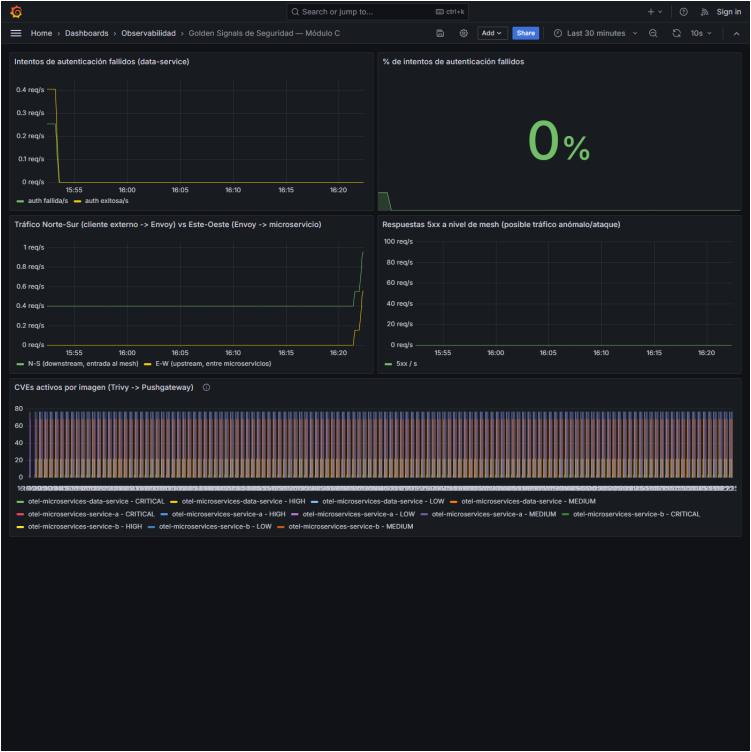 Search or jump to... ctrl+k Sign in
Home › Dashboards › Observabilidad › Golden Signals de Seguridad — Módulo C Add Share Last 30 minutes 10s
Intentos de autenticación fallidos (data-service)
0.4 req/s
0.3 req/s
0.2 req/s
0.1 req/s
0 req/s
15:55 16:00 16:05 16:10 16:15 16:20
auth fallida/s auth exitosa/s
% de intentos de autenticación fallidos
0%
Tráfico Norte-Sur (cliente externo -> Envoy) vs Este-Oeste (Envoy -> microservicio)
1 req/s
0.8 req/s
0.6 req/s
0.4 req/s
0.2 req/s
0 req/s
15:55 16:00 16:05 16:10 16:15 16:20
N-S (downstream, entrada al mesh) E-W (upstream, entre microservicios)
Respuestas 5xx a nivel de mesh (posible tráfico anómalo/ataque)
100 req/s
80 req/s
60 req/s
40 req/s
20 req/s
0 req/s
15:55 16:00 16:05 16:10 16:15 16:20
5xx / s
CVEs activos por imagen (Trivy -> Pushgateway)
80
60
40
20
0
otel-microservices-data-service - CRITICAL otel-microservices-data-service - HIGH otel-microservices-data-service - LOW otel-microservices-data-service - MEDIUM
otel-microservices-service-a - CRITICAL otel-microservices-service-a - HIGH otel-microservices-service-a - LOW otel-microservices-service-a - MEDIUM otel-microservices-service-b - CRITICAL
otel-microservices-service-b - HIGH otel-microservices-service-b - LOW otel-microservices-service-b - MEDIUM